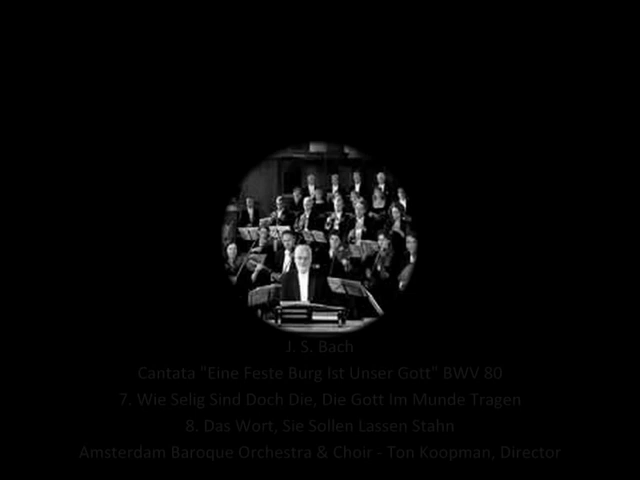 J. S. Bach
Cantata "Eine Feste Burg Ist Unser Gott" BWV 80
7. Wie Selig Sind Doch Die, Die Gott Im Munde Tragen
8. Das Wort, Sie Sollen Lassen Stahn
Amsterdam Baroque Orchestra & Choir - Ton Koopman, Director